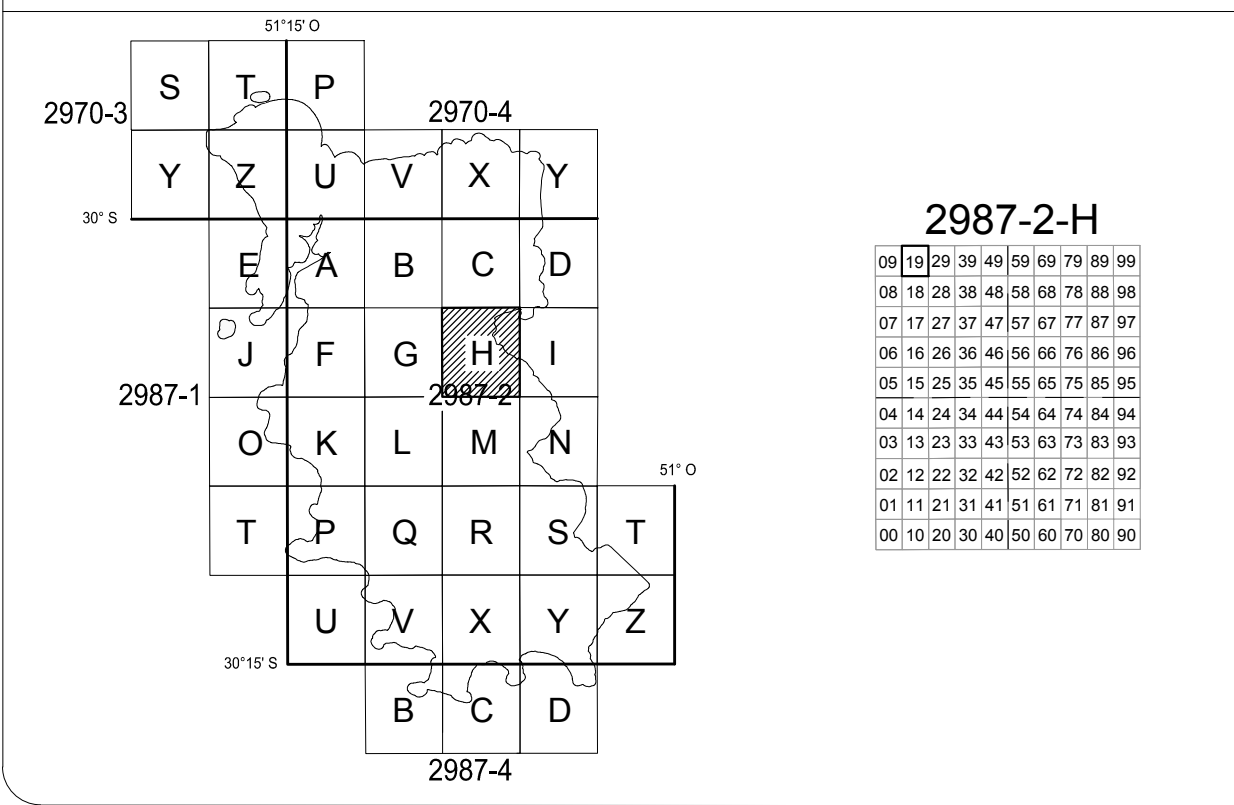 51°15' O
S T P
2970-3 2970-4
Y Z U V X Y
30° S
E A B C D
J F G H I
2987-1 2987-2
O K L M N
51° O
T P Q R S T
U V X Y Z
30°15' S
B C D
2987-4
2987-2-H
09 19 29 39 49 59 69 79 89 99
08 18 28 38 48 58 68 78 88 98
07 17 27 37 47 57 67 77 87 97
06 16 26 36 46 56 66 76 86 96
05 15 25 35 45 55 65 75 85 95
04 14 24 34 44 54 64 74 84 94
03 13 23 33 43 53 63 73 83 93
02 12 22 32 42 52 62 72 82 92
01 11 21 31 41 51 61 71 81 91
00 10 20 30 40 50 60 70 80 90